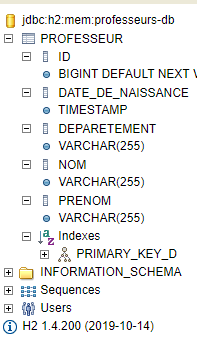 jdbc:h2:mem:professeurs-db
PROFESSEUR
ID
BIGINT DEFAULT NEXT
DATE_DE_NAISSANCE
TIMESTAMP
DEPARETEMENT
VARCHAR(255)
NOM
VARCHAR(255)
PRENOM
VARCHAR(255)
Indexes
PRIMARY_KEY_D
INFORMATION_SCHEMA
Sequences
Users
H2 1.4.200 (2019-10-14)